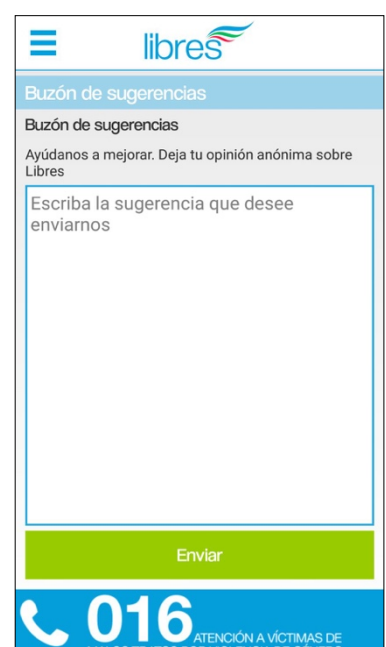 libres
Buzón de sugerencias
Buzón de sugerencias
Ayúdanos a mejorar. Deja tu opinión anónima sobre
Libres
Escriba la sugerencia que desee
enviarnos
Enviar
016 ATENCIÓN A VÍCTIMAS DE